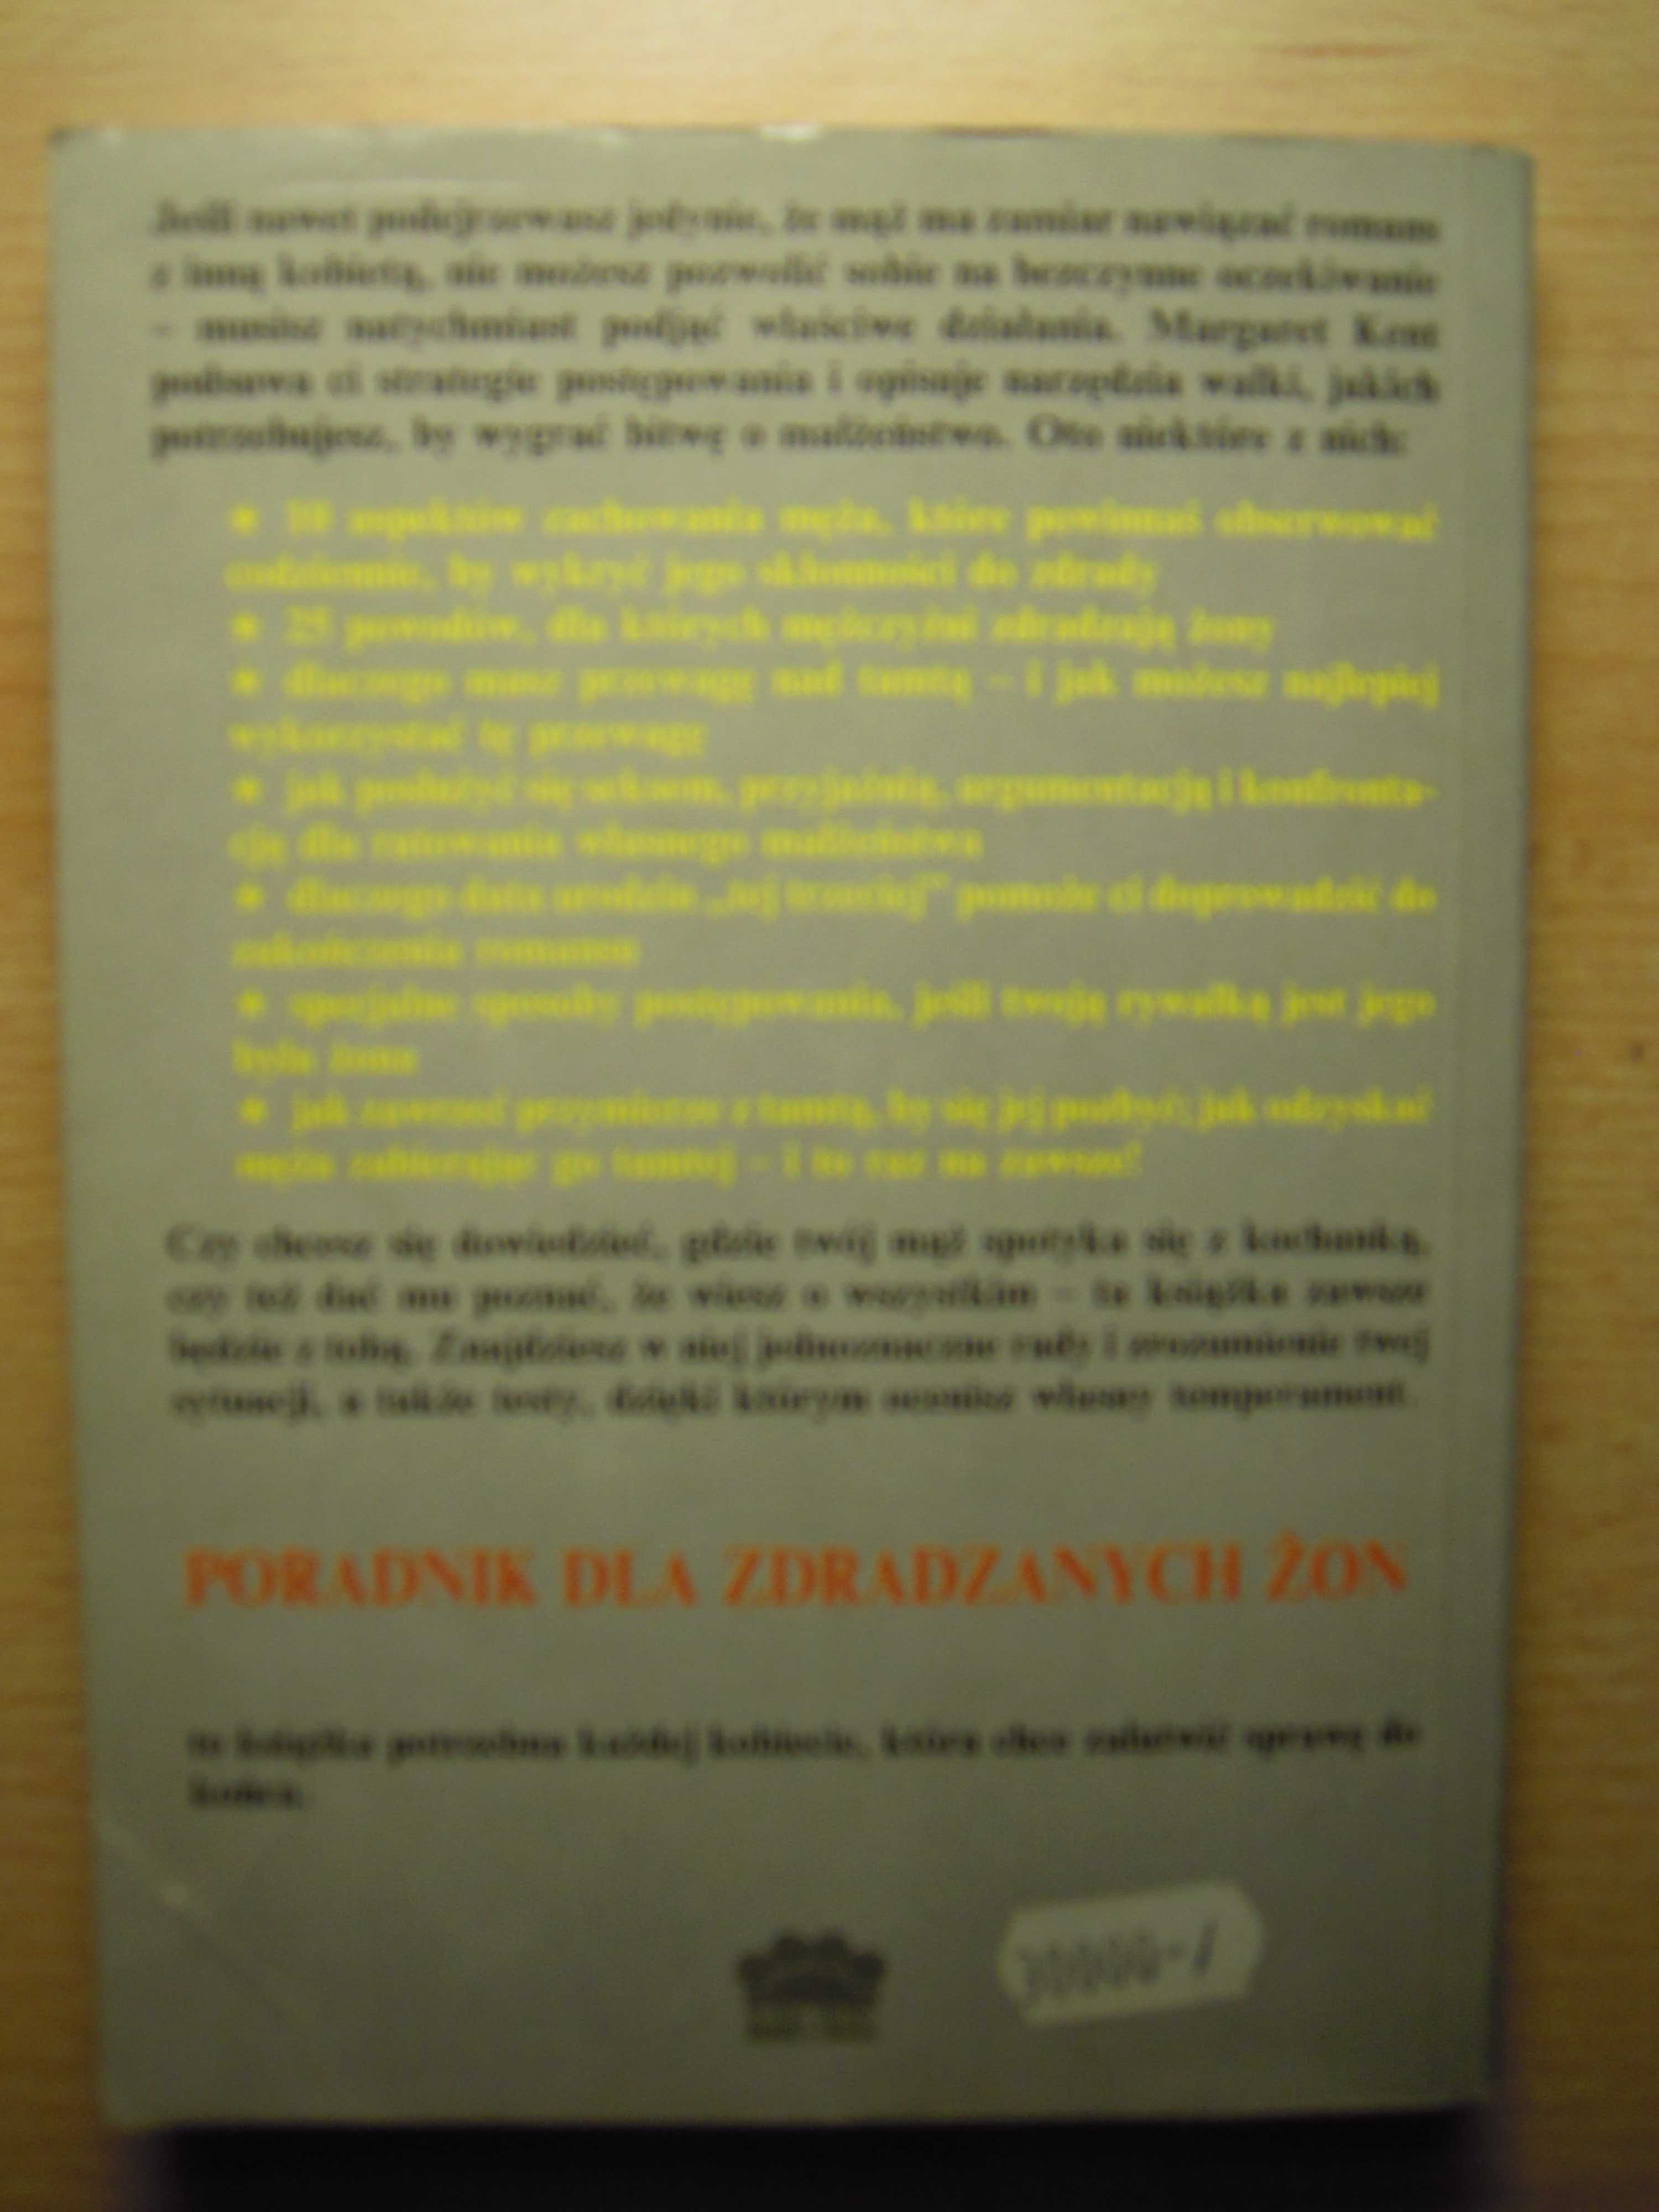 Jeśli nawet podejrzewasz jedynie, że mąż ma zamiar nawiązać romans
z inną kobietą, nie możesz pozwolić sobie na bezczynne oczekiwanie
– musisz natychmiast podjąć właściwe działania. Margaret Kent
podsuwa ci strategie postępowania i opisuje narzędzia walki, jakich
potrzebujesz, by wygrać bitwę o małżeństwo. Oto niektóre z nich:
★ 10 aspektów zachowania męża, które powinnaś obserwować
codziennie, by wykryć jego skłonności do zdrady
★ 25 powodów, dla których mężczyźni zdradzają żony
★ dlaczego masz przewagę nad tamtą – i jak możesz najlepiej
wykorzystać tę przewagę
★ jak posłużyć się seksem, przyjaźnią, argumentacją i konfronta-
cją dla ratowania własnego małżeństwa
★ dlaczego data urodzin „tej trzeciej” pomoże ci doprowadzić do
zakończenia romansu
★ specjalne sposoby postępowania, jeśli twoją rywalką jest jego
była żona
★ jak zawrzeć przymierze z tamtą, by się jej pozbyć; jak odzyskać
męża zabierając go tamtej – i to raz na zawsze!
Czy chcesz się dowiedzieć, gdzie twój mąż spotyka się z kochanką,
czy też dać mu poznać, że wiesz o wszystkim – ta książka zawsze
będzie z tobą. Znajdziesz w niej jednoznaczne rady i zrozumienie twej
sytuacji, a także testy, dzięki którym ocenisz własny temperament.
PORADNIK DLA ZDRADZANYCH ŻON
to książka potrzebna każdej kobiecie, która chce załatwić sprawę do
końca.